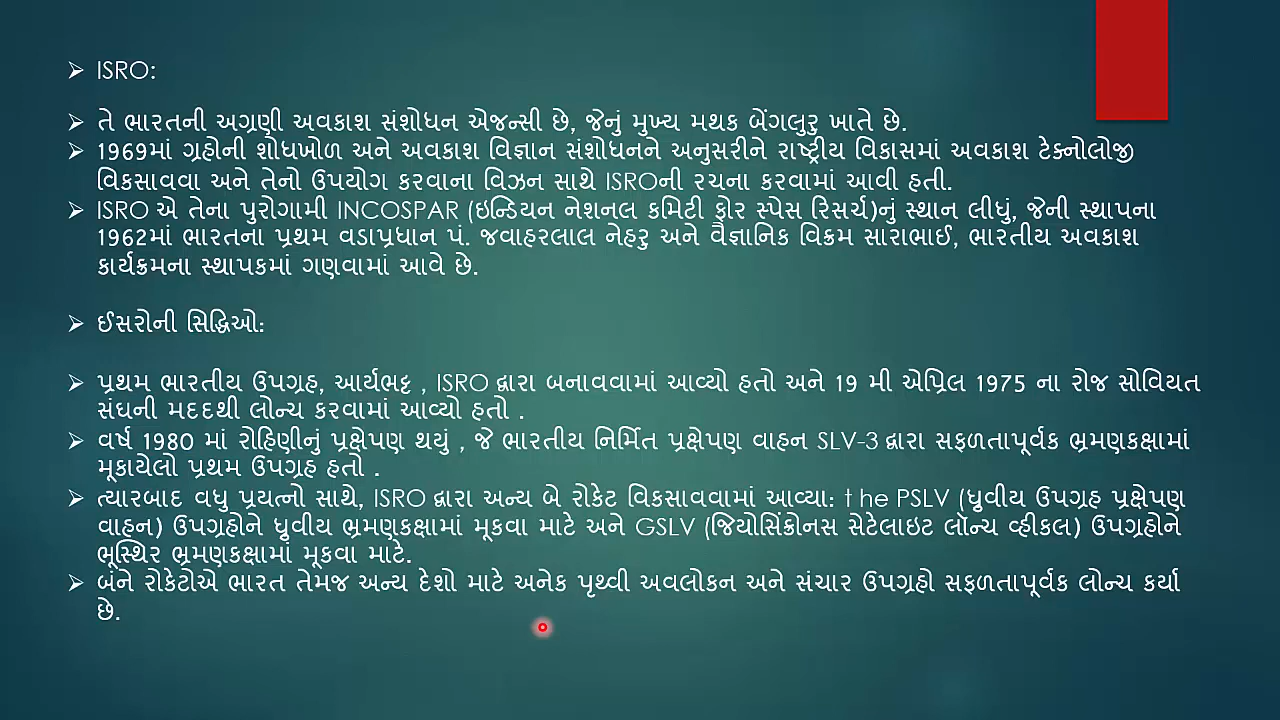 ➢ ISRO:
➢ તે ભારતની અગ્રણી અવકાશ સંશોધન એજન્સી છે, જેનું મુખ્ય મથક બેંગલુરુ ખાતે છે.
➢ 1969માં ગ્રહોની શોધખોળ અને અવકાશ વિજ્ઞાન સંશોધનને અનુસરીને રાષ્ટ્રીય વિકાસમાં અવકાશ ટેક્નોલોજી
વિકસાવવા અને તેનો ઉપયોગ કરવાના વિઝન સાથે ISROની રચના કરવામાં આવી હતી.
➢ ISRO એ તેના પુરોગામી INCOSPAR (ઇન્ડિયન નેશનલ કમિટી ફોર સ્પેસ રિસર્ચ)નું સ્થાન લીધું, જેની સ્થાપના
1962માં ભારતના પ્રથમ વડાપ્રધાન પં. જવાહરલાલ નેહરુ અને વૈજ્ઞાનિક વિક્રમ સારાભાઈ, ભારતીય અવકાશ
કાર્યક્રમના સ્થાપકમાં ગણવામાં આવે છે.
➢ ઈસરોની સિદ્ધિઓ:
➢ પ્રથમ ભારતીય ઉપગ્રહ, આર્યભટ્ટ , ISRO દ્વારા બનાવવામાં આવ્યો હતો અને 19 મી એપ્રિલ 1975 ના રોજ સોવિયત
સંઘની મદદથી લોન્ચ કરવામાં આવ્યો હતો .
➢ વર્ષ 1980 માં રોહિણીનું પ્રક્ષેપણ થયું , જે ભારતીય નિર્મિત પ્રક્ષેપણ વાહન SLV-3 દ્વારા સફળતાપૂર્વક ભ્રમણકક્ષામાં
મૂકાયેલો પ્રથમ ઉપગ્રહ હતો .
➢ ત્યારબાદ વધુ પ્રયત્નો સાથે, ISRO દ્વારા અન્ય બે રોકેટ વિકસાવવામાં આવ્યા: t he PSLV (ધ્રુવીય ઉપગ્રહ પ્રક્ષેપણ
વાહન) ઉપગ્રહોને ધ્રુવીય ભ્રમણકક્ષામાં મૂકવા માટે અને GSLV (જિયોસિંક્રોનસ સેટેલાઇટ લૉન્ચ વ્હીકલ) ઉપગ્રહોને
ભૂસ્થિર ભ્રમણકક્ષામાં મૂકવા માટે.
➢ બંને રોકેટોએ ભારત તેમજ અન્ય દેશો માટે અનેક પૃથ્વી અવલોકન અને સંચાર ઉપગ્રહો સફળતાપૂર્વક લોન્ચ કર્યા
છે.